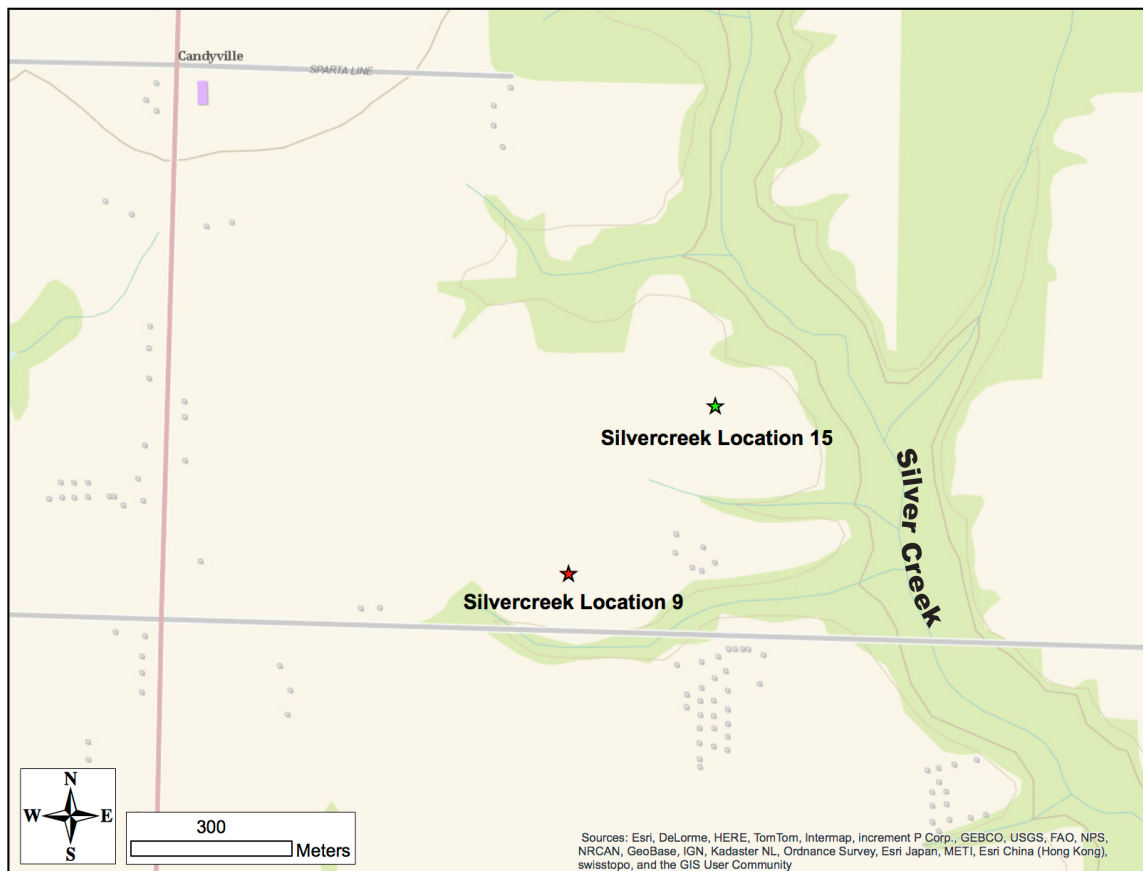 Candyville
SPARTA LINE
Silvercreek Location 15
Silver Creek
Silvercreek Location 9
N
W E
S
300
Meters
Sources: Esri, DeLorme, HERE, TomTom, Intermap, increment P Corp., GEBCO, USGS, FAO, NPS,
NRCAN, GeoBase, IGN, Kadaster NL, Ordnance Survey, Esri Japan, METI, Esri China (Hong Kong),
swisstopo, and the GIS User Community